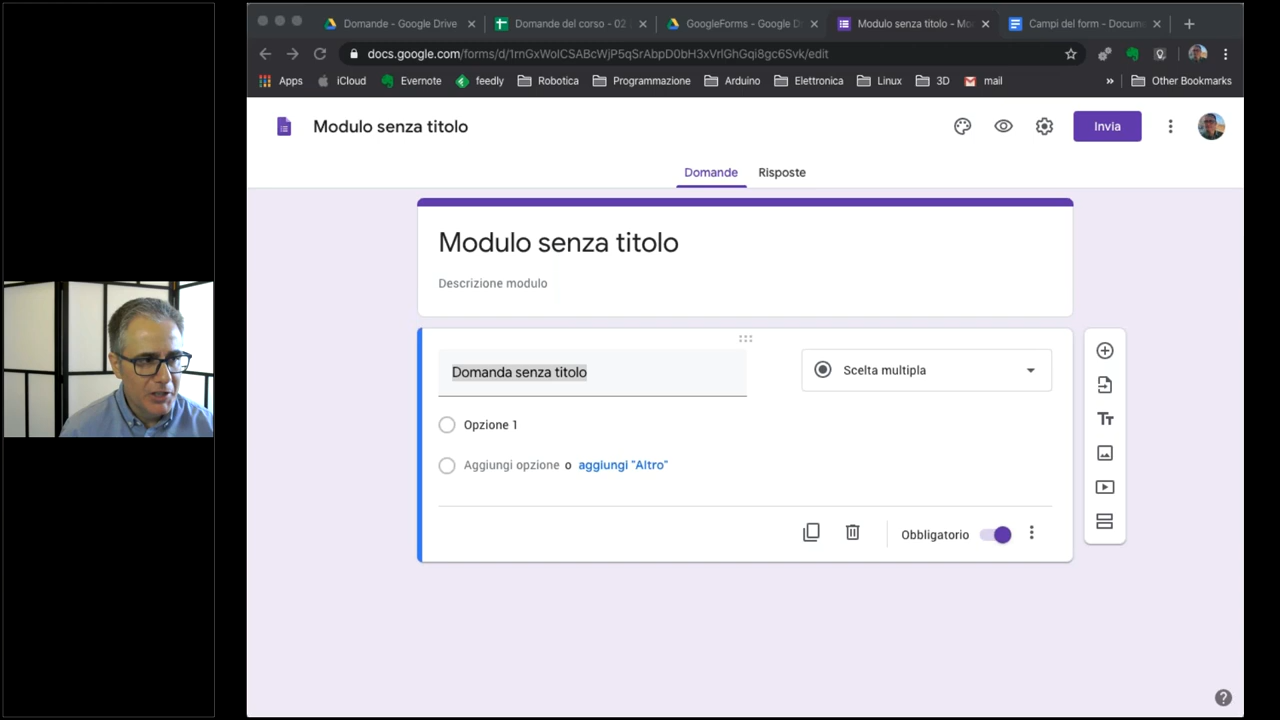 Domande - Google Drive
Domande del corso - 02
GoogleForms - Google D
Modulo senza titolo - Mo
Campi del form - Docum
docs.google.com/forms/d/1rnGxWoICSABcWjP5qSrAbpD0bH3xVrlGhGqi8gc6Svk/edit
Apps iCloud Evernote feedly Robotica Programmazione Arduino Elettronica Linux 3D mail » Other Bookmarks
Modulo senza titolo
Invia
Domande Risposte
Modulo senza titolo
Descrizione modulo
Domanda senza titolo
Scelta multipla
Opzione 1
Aggiungi opzione o aggiungi "Altro"
Obbligatorio